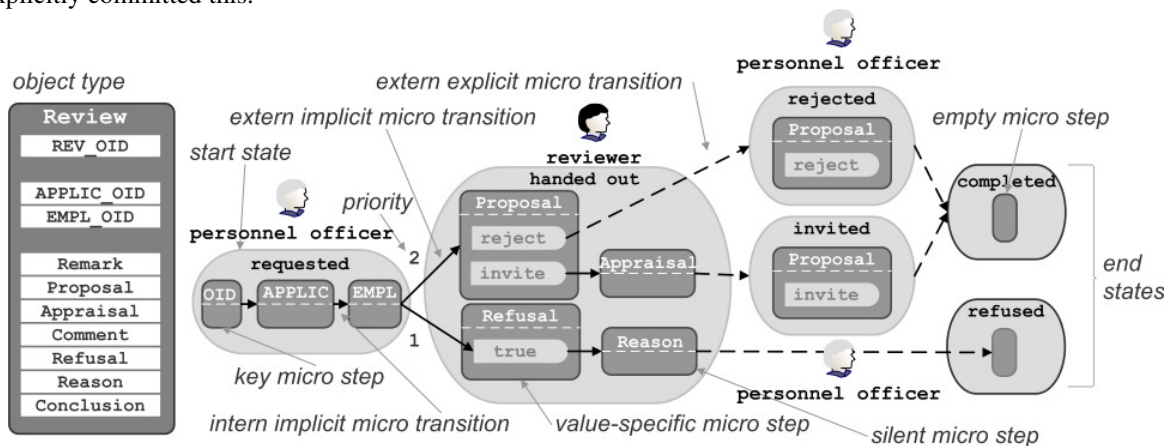 xplicitly committed this.
personnel officer
object type
extern explicit micro transition
rejected
Review
extern implicit micro transition
Proposal
empty micro step
REV_OID
start state
reviewer
reject
handed out
completed
APPLIC_OID
priority
Proposal
EMPL_OID
personnel officer
reject
invited
2
requested
invite
Appraisal
Proposal
end
states
Remark
OID
APPLIC
EMPL
invite
Proposal
Refusal
refused
Appraisal
1
true
Reason
Comment
Refusal
key micro step
personnel officer
Reason
Conclusion
intern implicit micro transition
value-specific micro step
silent micro step